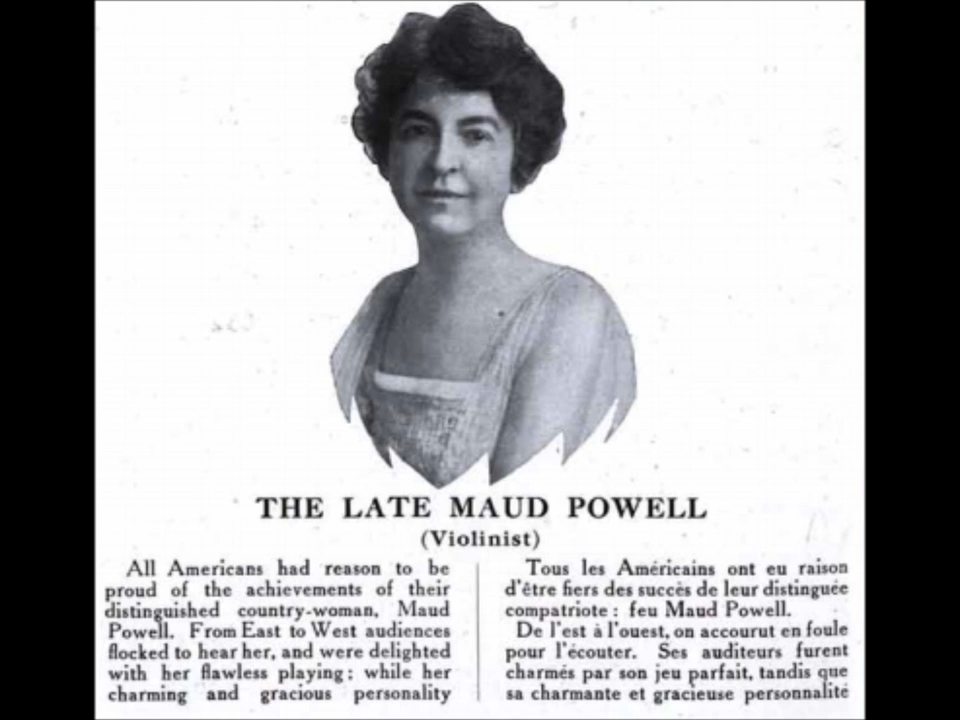 THE LATE MAUD POWELL
(Violinist)
All Americans had reason to be
proud of the achievements of their
distinguished country-woman, Maud
Powell. From East to West audiences
flocked to hear her, and were delighted
with her flawless playing; while her
charming and gracious personality
Tous les Américains ont eu raison
d'être fiers des succès de leur distinguée
compatriote : feu Maud Powell.
De l'est à l'ouest, on accourut en foule
pour l'écouter. Ses auditeurs furent
charmés par son jeu parfait, tandis que
sa charmante et gracieuse personnalité